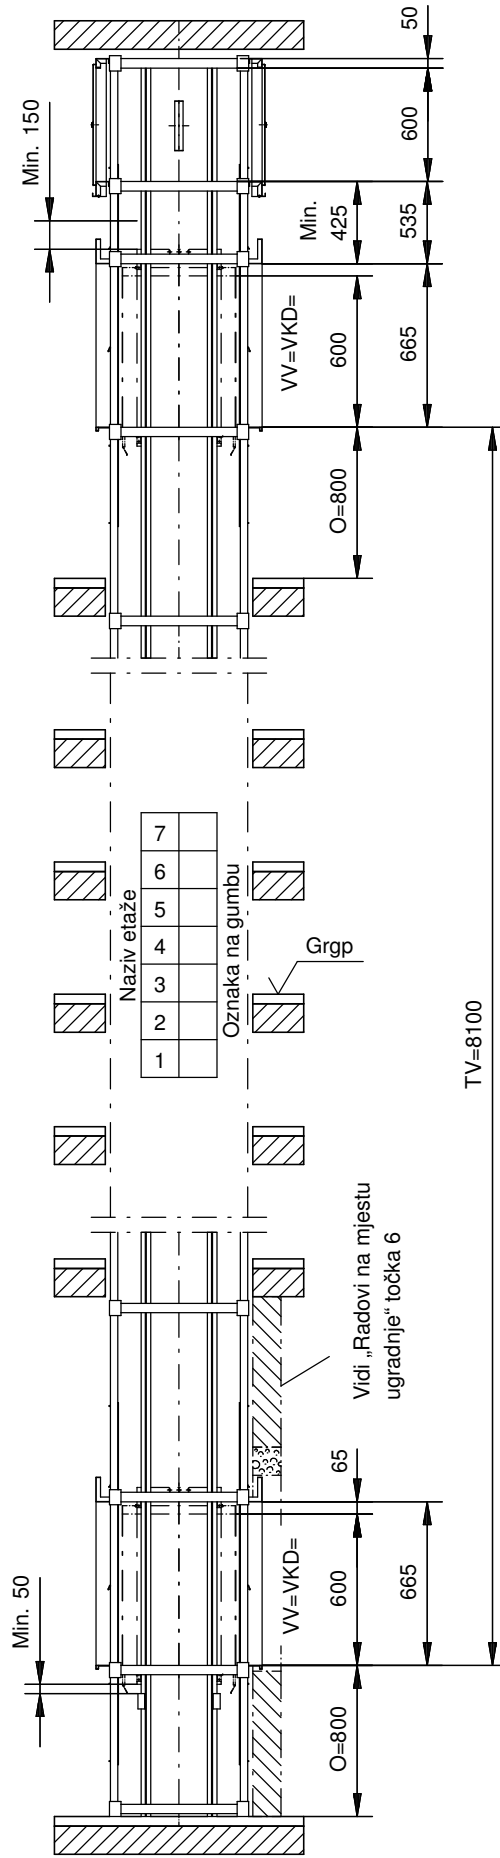 50
600
Min. 150
Min.
425
535
VV=VKD=
600
665
O=800
Naziv etaže
7
6
5
4
3
2
1
Oznaka na gumbu
Grgp
TV=8100
Vidi „Radovi na mjestu
ugradnje“ točka 6
65
Min. 50
VV=VKD=
600
665
O=800